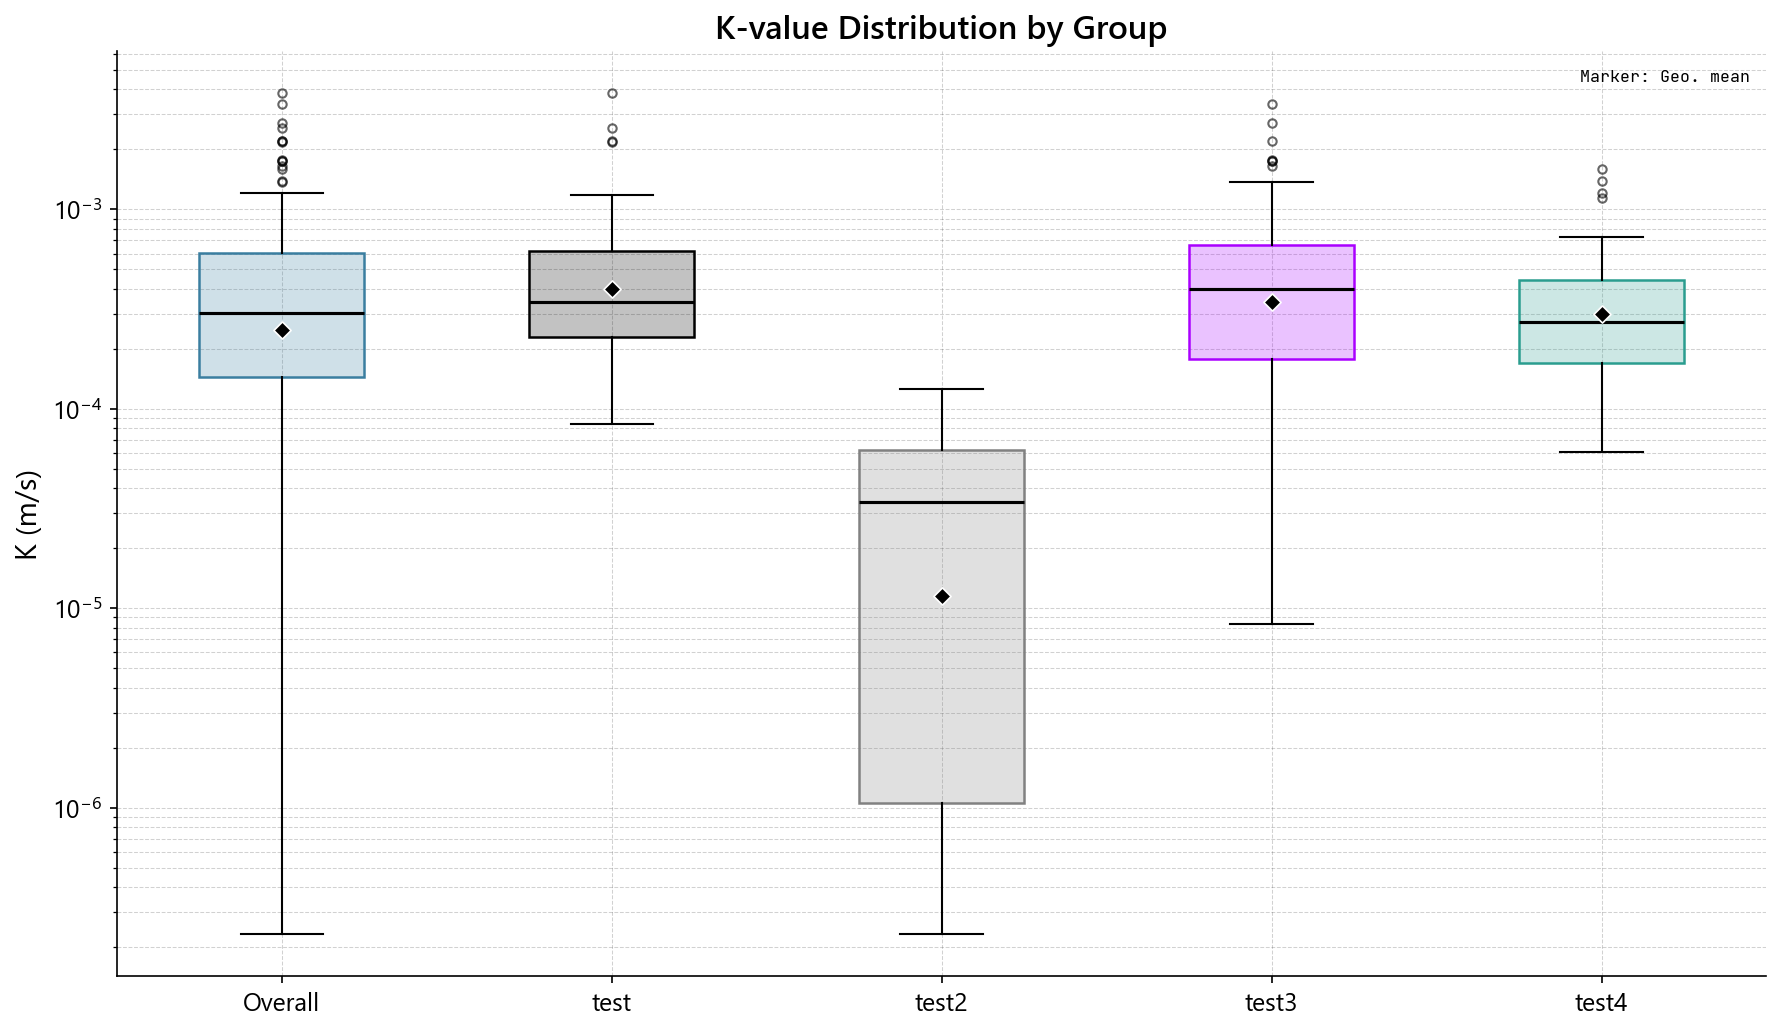 K-value Distribution by Group
Marker: Geo. mean
K (m/s)
10⁻³
10⁻⁴
10⁻⁵
10⁻⁶
Overall
test
test2
test3
test4